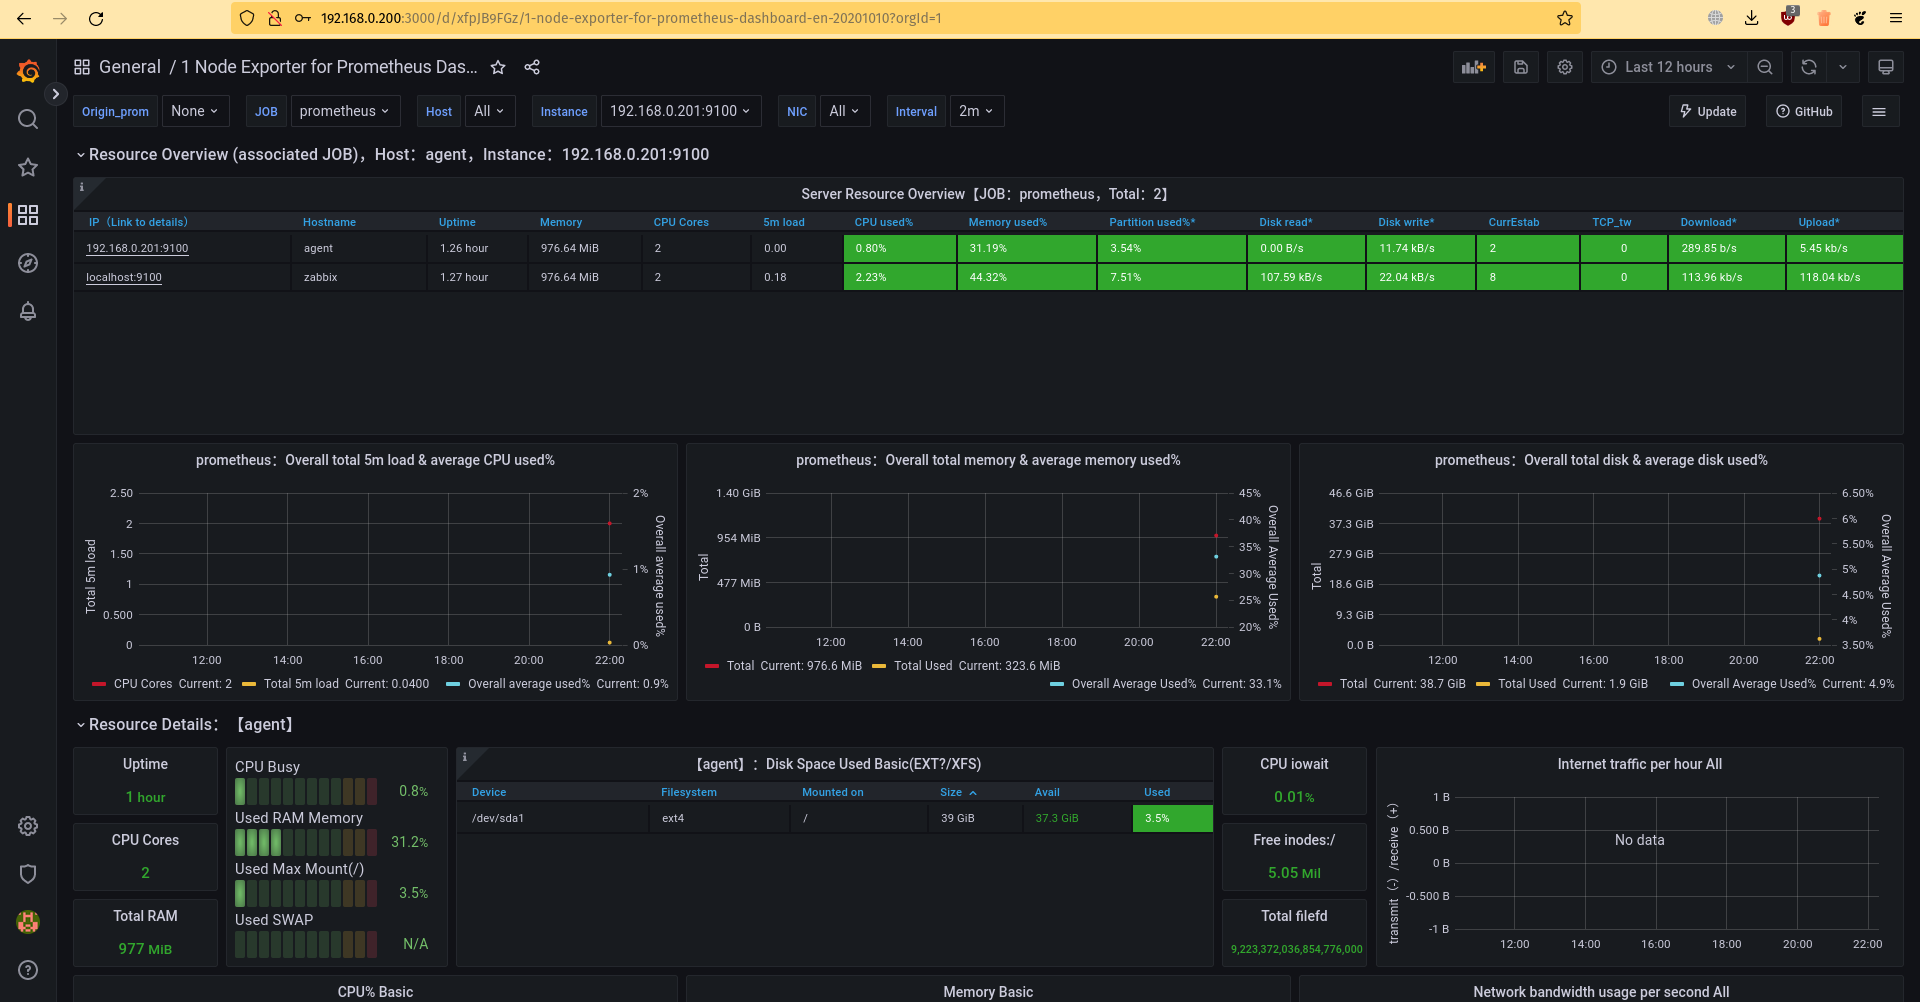 192.168.0.200:3000/d/xfpJB9FGz/1-node-exporter-for-prometheus-dashboard-en-20201010?orgId=1
3
General / 1 Node Exporter for Prometheus Das...
Last 12 hours
Origin_prom None JOB prometheus Host All Instance 192.168.0.201:9100 NIC All Interval 2m Update GitHub
Resource Overview (associated JOB)，Host：agent，Instance：192.168.0.201:9100
Server Resource Overview【JOB：prometheus，Total：2】
IP（Link to details） Hostname Uptime Memory CPU Cores 5m load CPU used% Memory used% Partition used%* Disk read* Disk write* CurrEstab TCP_tw Download* Upload*
192.168.0.201:9100 agent 1.26 hour 976.64 MiB 2 0.00 0.80% 31.19% 3.54% 0.00 B/s 11.74 kB/s 2 0 289.85 b/s 5.45 kb/s
localhost:9100 zabbix 1.27 hour 976.64 MiB 2 0.18 2.23% 44.32% 7.51% 107.59 kB/s 22.04 kB/s 8 0 113.96 kb/s 118.04 kb/s
prometheus：Overall total 5m load & average CPU used%
2.50
2
1.50
1
0.500
0
Total 5m load
2%
1%
0%
Overall average used%
12:00 14:00 16:00 18:00 20:00 22:00
CPU Cores Current: 2 Total 5m load Current: 0.0400 Overall average used% Current: 0.9%
prometheus：Overall total memory & average memory used%
1.40 GiB
954 MiB
477 MiB
0 B
Total
45%
40%
35%
30%
25%
20%
Overall Average Used%
12:00 14:00 16:00 18:00 20:00 22:00
Total Current: 976.6 MiB Total Used Current: 323.6 MiB
Overall Average Used% Current: 33.1%
prometheus：Overall total disk & average disk used%
46.6 GiB
37.3 GiB
27.9 GiB
18.6 GiB
9.3 GiB
0.0 B
Total
6.50%
6%
5.50%
5%
4.50%
4%
3.50%
Overall Average Used%
12:00 14:00 16:00 18:00 20:00 22:00
Total Current: 38.7 GiB Total Used Current: 1.9 GiB Overall Average Used% Current: 4.9%
Resource Details：【agent】
Uptime
1 hour
CPU Cores
2
Total RAM
977 MiB
CPU Busy
0.8%
Used RAM Memory
31.2%
Used Max Mount(/)
3.5%
Used SWAP
N/A
【agent】：Disk Space Used Basic(EXT?/XFS)
Device Filesystem Mounted on Size Avail Used
/dev/sda1 ext4 / 39 GiB 37.3 GiB 3.5%
CPU iowait
0.01%
Free inodes:/
5.05 Mil
Total filefd
9,223,372,036,854,776,000
Internet traffic per hour All
1 B
0.500 B
0 B
-0.500 B
-1 B
transmit（-）/receive（+）
No data
12:00 14:00 16:00 18:00 20:00 22:00
CPU% Basic
Memory Basic
Network bandwidth usage per second All